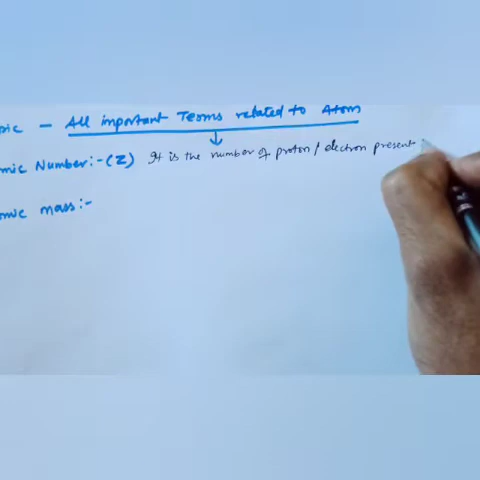 pic - All important Terms related to Atom
mic Number:-(Z) It is the number of proton/electron present
mic mass:-